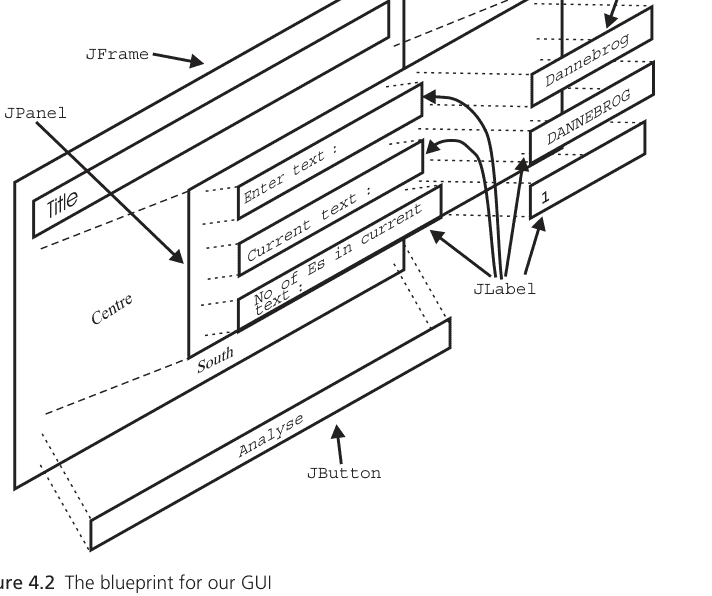 JFrame
Dannebrog
JPanel
DANNEBROG
Enter text :
Title
1
Current text :
No of Es in current
text :
JLabel
Centre
South
Analyse
JButton
ure 4.2 The blueprint for our GUI